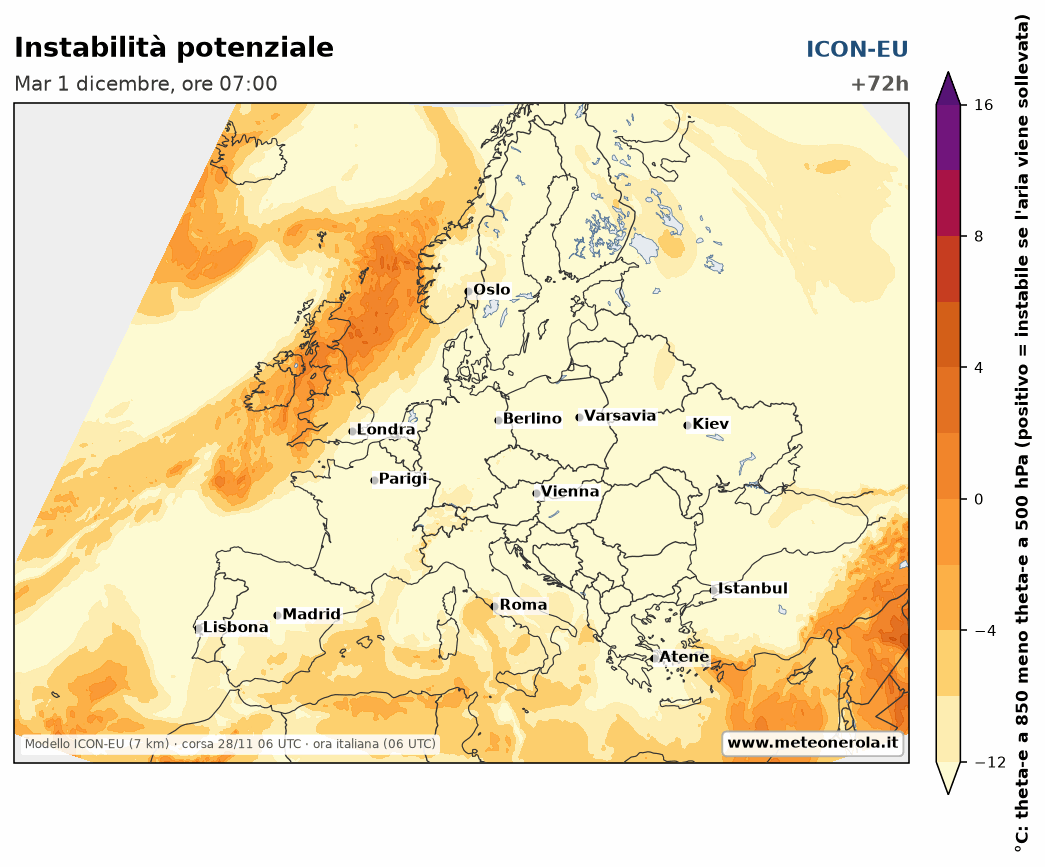 Instabilità potenziale
ICON-EU
Mar 1 dicembre, ore 07:00
+72h
Oslo
Berlino
Varsavia
Kiev
Londra
Parigi
Vienna
Istanbul
Roma
Madrid
Lisbona
Atene
Modello ICON-EU (7 km) · corsa 28/11 06 UTC · ora italiana (06 UTC)
www.meteonerola.it
16
8
4
0
−4
−12
°C: theta-e a 850 meno theta-e a 500 hPa (positivo = instabile se l'aria viene sollevata)